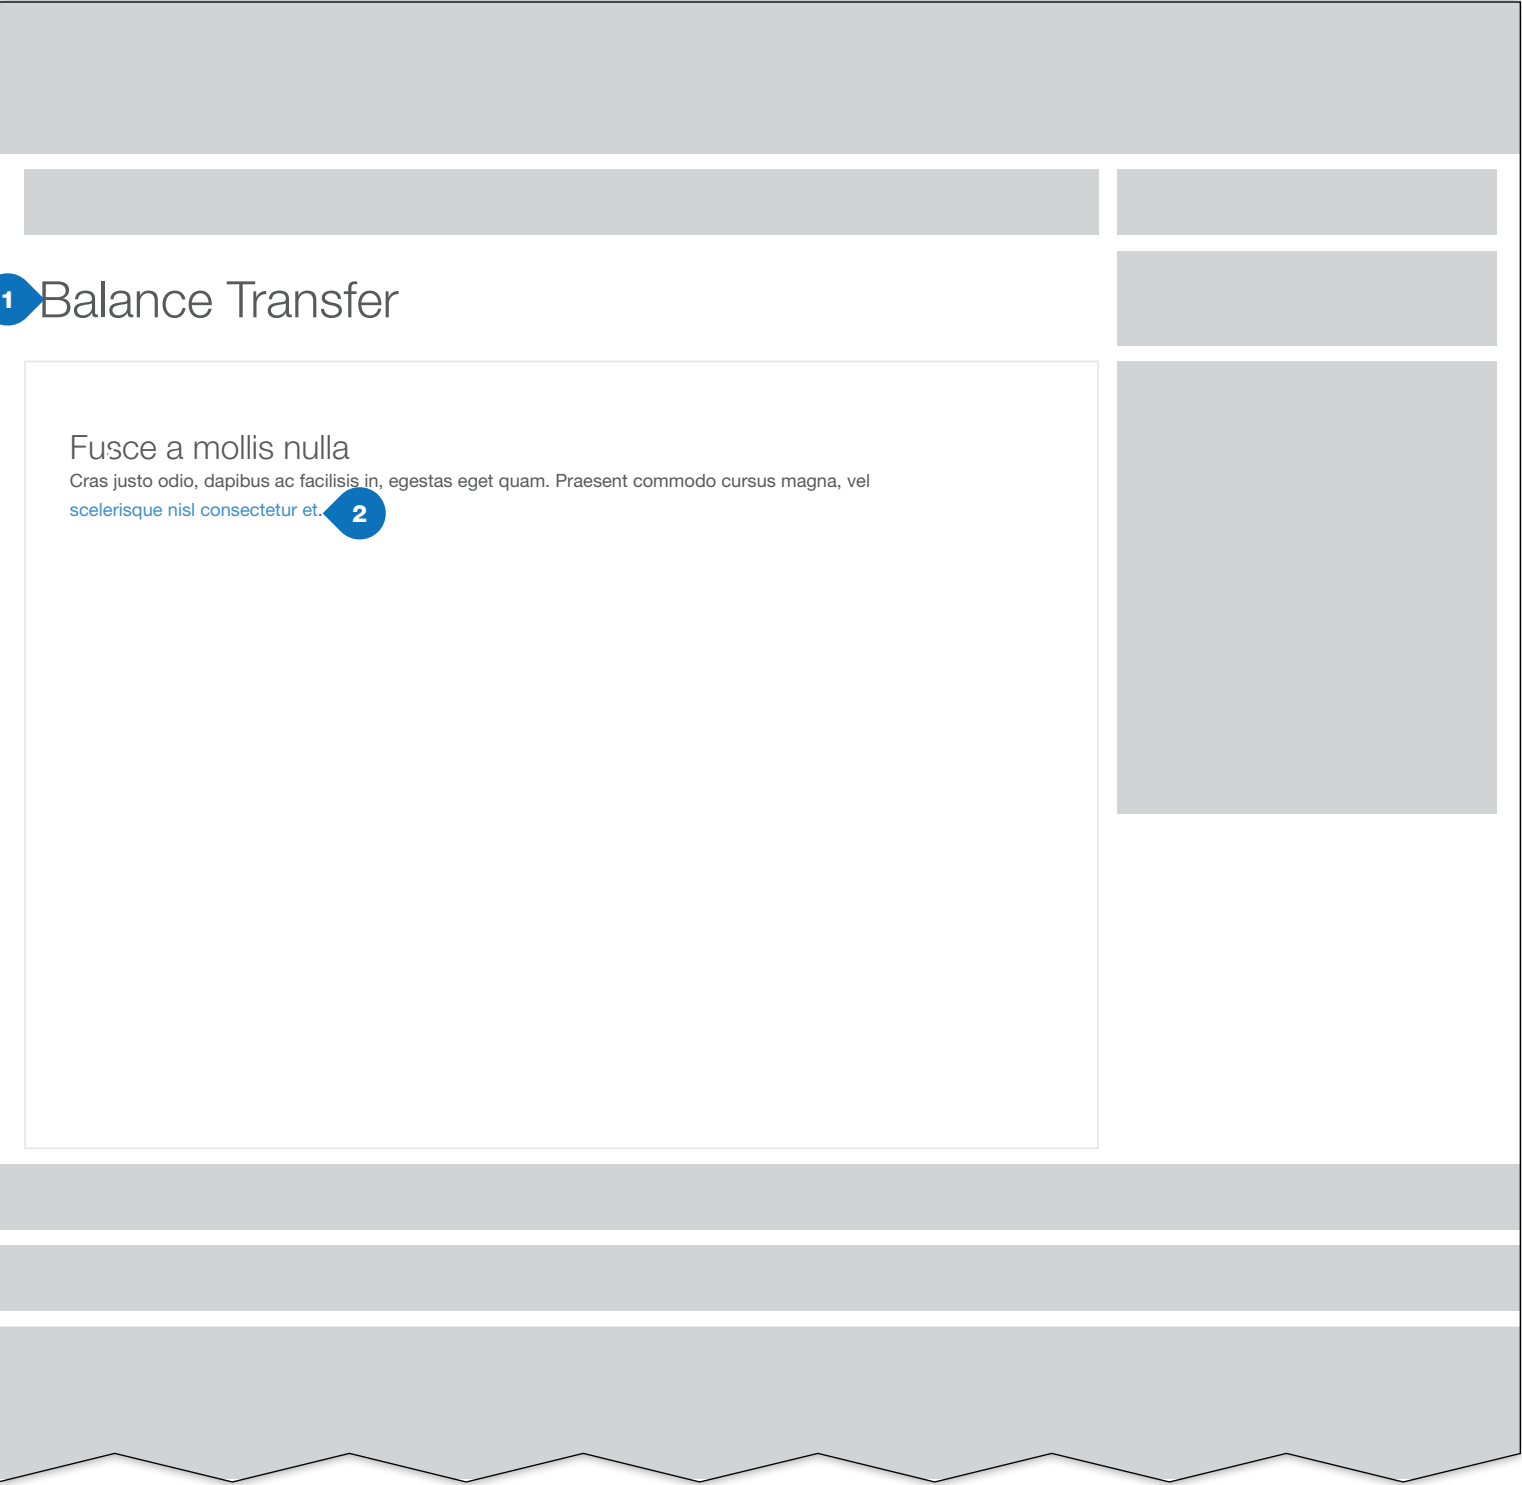 1 Balance Transfer
Fusce a mollis nulla
Cras justo odio, dapibus ac facilisis in, egestas eget quam. Praesent commodo cursus magna, vel
scelerisque nisl consectetur et. 2